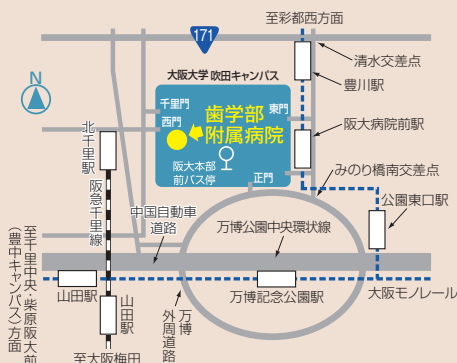 至彩都西方面
171
清水交差点
大阪大学 吹田キャンパス
豊川駅
N
千里門
東門
西門
歯学部
附属病院
阪大病院前駅
北千里駅
阪大本部
前バス停
正門
みのり橋南交差点
阪急千里線
公園東口駅
中国自動車
道路
万博公園中央環状線
至千里中央・柴原阪大前
（豊中キャンパス）方面
山田駅
山田駅
万博記念公園駅
大阪モノレール
万博
外周道路
至大阪梅田